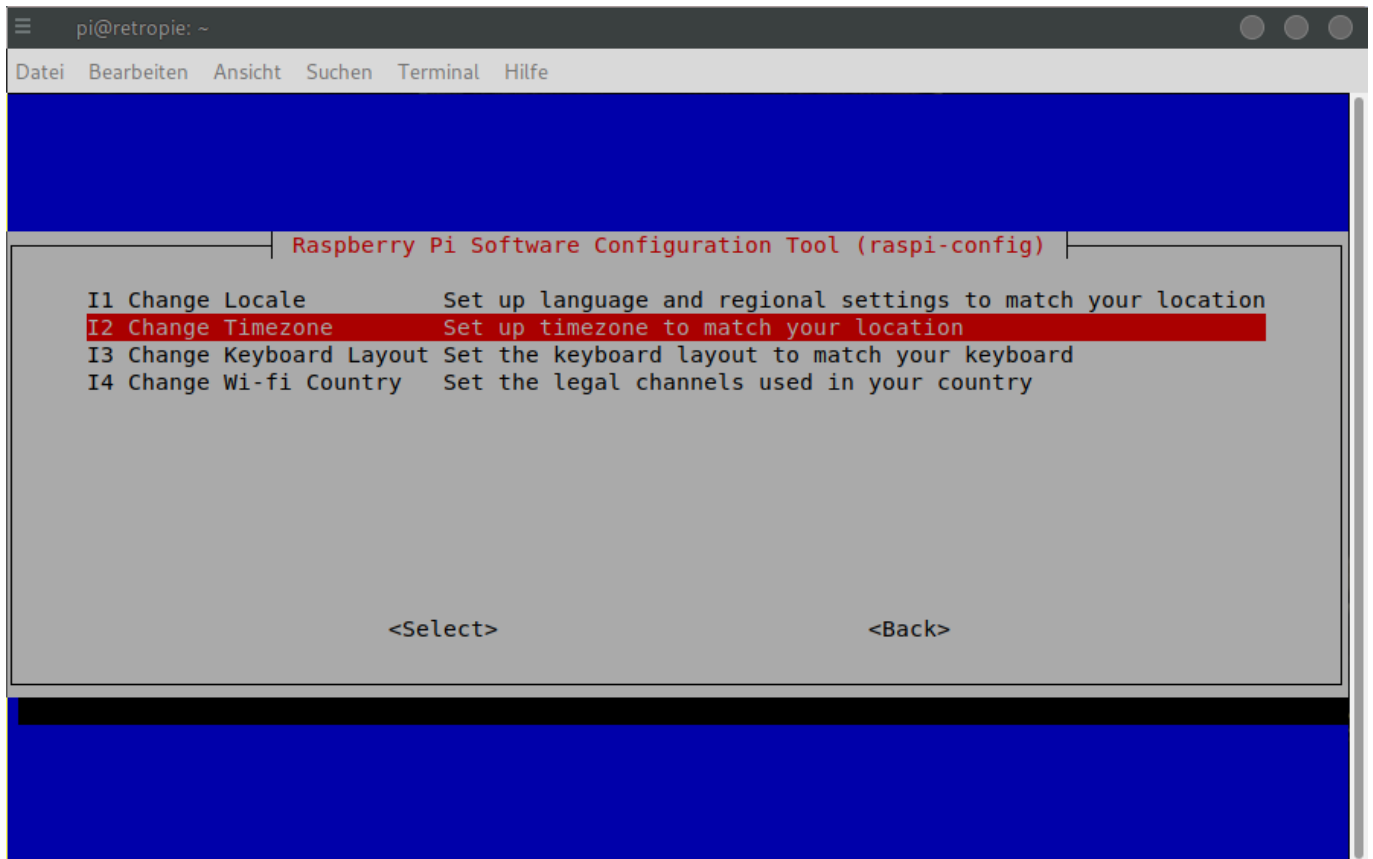 pi@retropie: ~
Datei Bearbeiten Ansicht Suchen Terminal Hilfe
Raspberry Pi Software Configuration Tool (raspi-config)
I1 Change Locale Set up language and regional settings to match your location
I2 Change Timezone Set up timezone to match your location
I3 Change Keyboard Layout Set the keyboard layout to match your keyboard
I4 Change Wi-fi Country Set the legal channels used in your country
<Select> <Back>